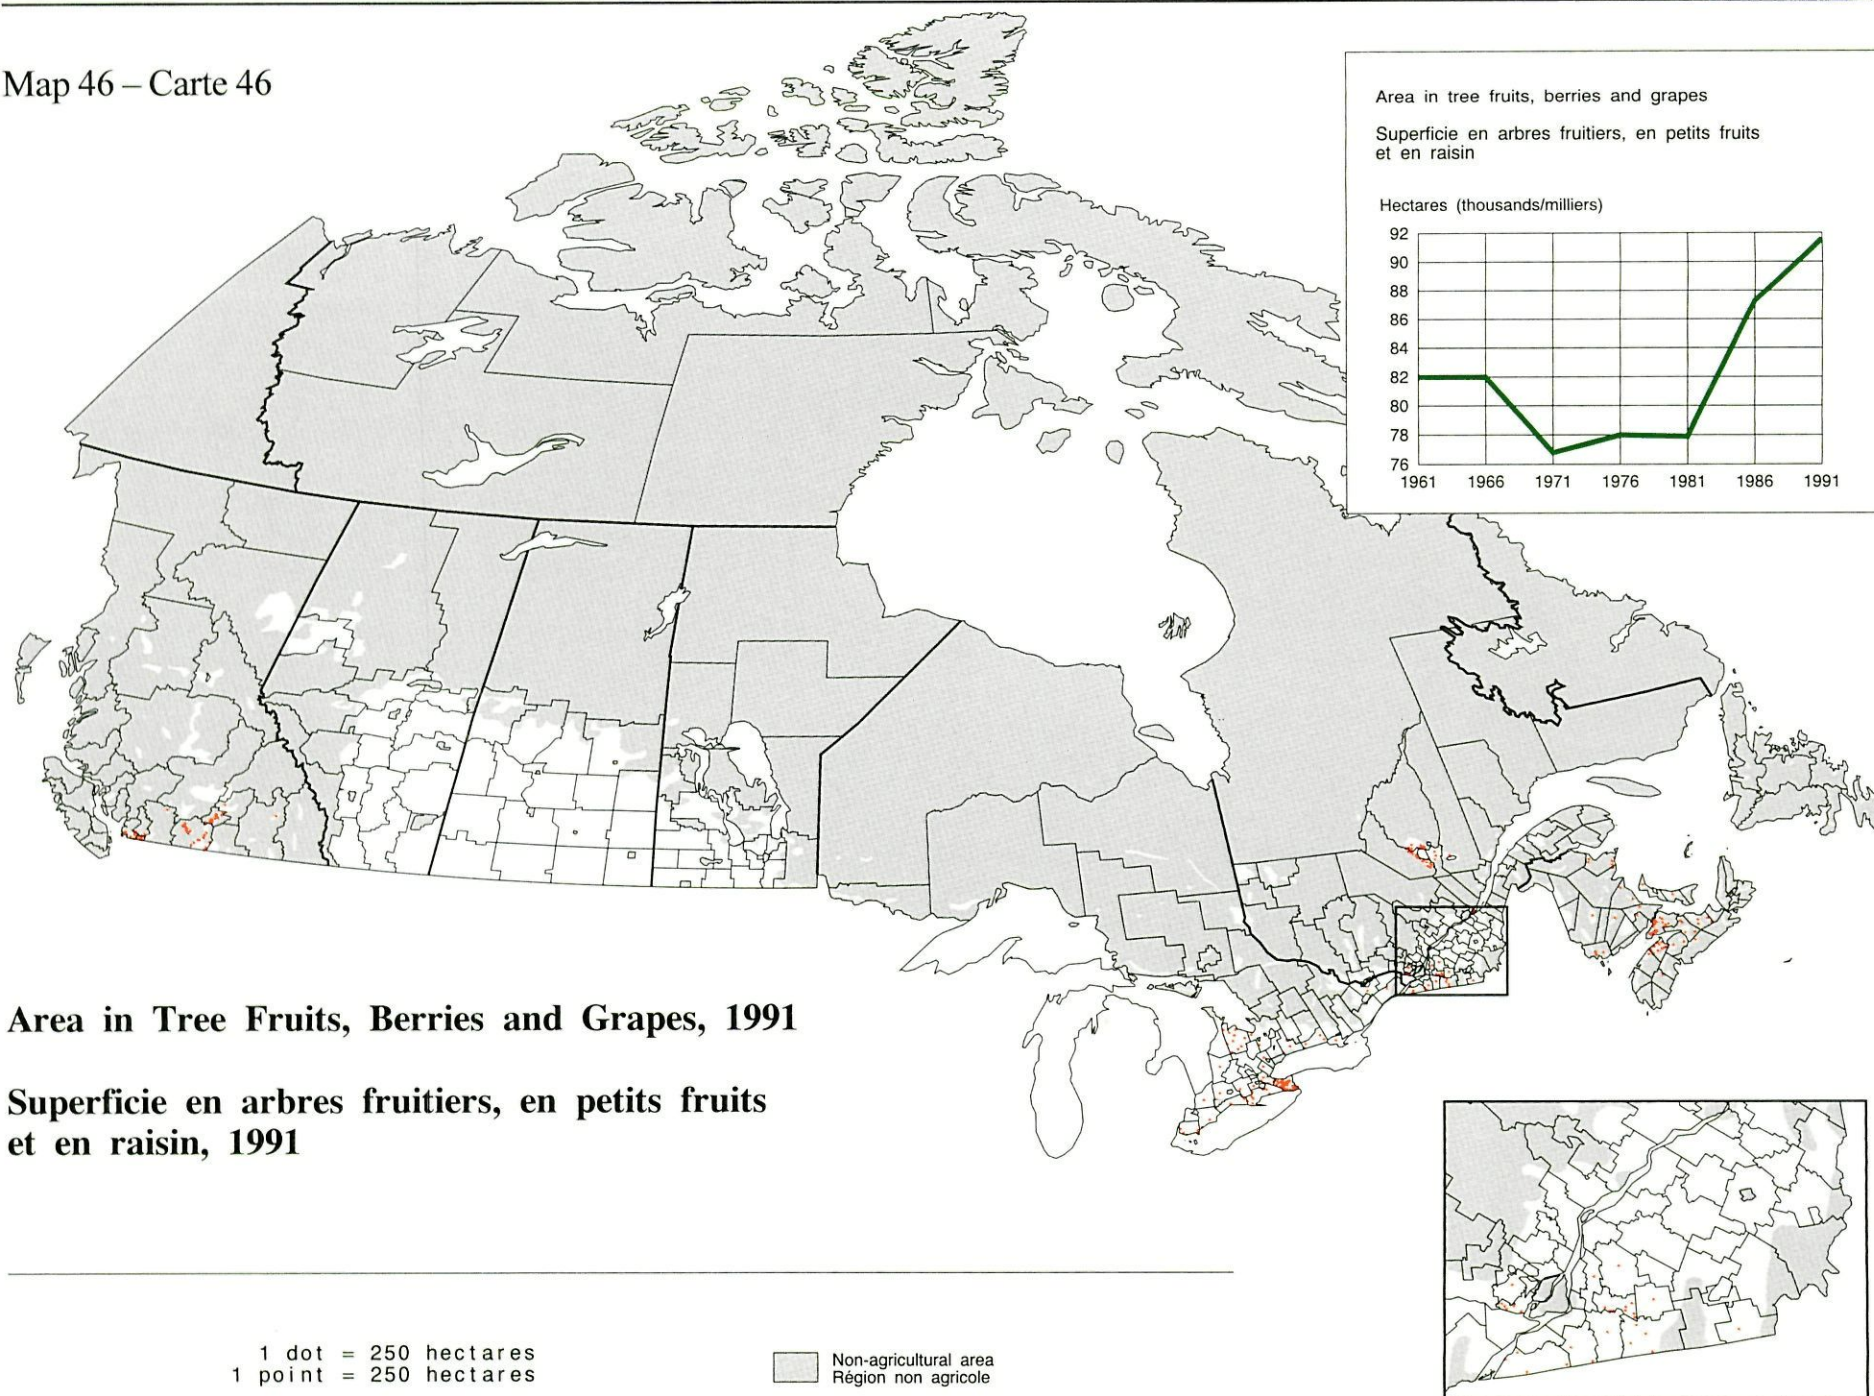 Map 46 – Carte 46
Area in tree fruits, berries and grapes
Superficie en arbres fruitiers, en petits fruits
et en raisin
Hectares (thousands/milliers)
92
90
88
86
84
82
80
78
76
1961 1966 1971 1976 1981 1986 1991
Area in Tree Fruits, Berries and Grapes, 1991
Superficie en arbres fruitiers, en petits fruits
et en raisin, 1991
1 dot = 250 hectares
1 point = 250 hectares
Non-agricultural area
Région non agricole